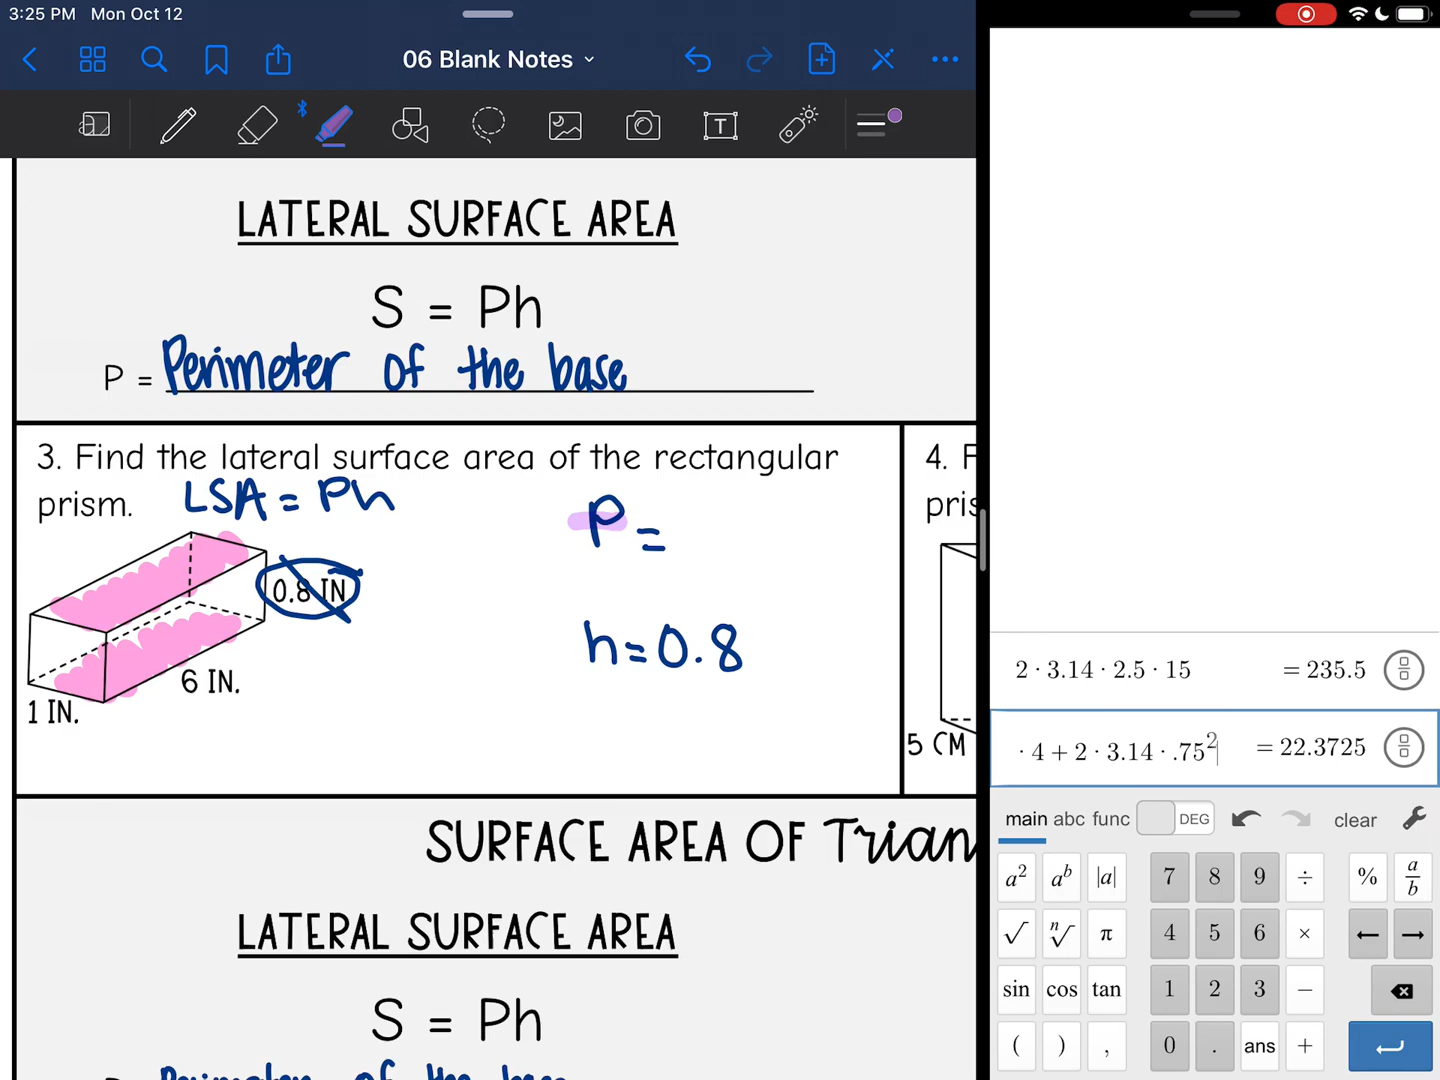 3:25 PM Mon Oct 12
06 Blank Notes
T
LATERAL SURFACE AREA
S = Ph
P = Perimeter of the base
3. Find the lateral surface area of the rectangular
prism. LSA = Ph
P =
0.8 IN
h = 0.8
6 IN.
1 IN.
4. F
pris
5 CM
SURFACE AREA OF Trian
LATERAL SURFACE AREA
S = Ph
Perimeter of the base
2 · 3.14 · 2.5 · 15 = 235.5
· 4 + 2 · 3.14 · .75² = 22.3725
main abc func DEG clear
a² aᵇ |a| 7 8 9 ÷ % a/b
√ ⁿ√ π 4 5 6 × ← →
sin cos tan 1 2 3 −
( ) , 0 . ans +